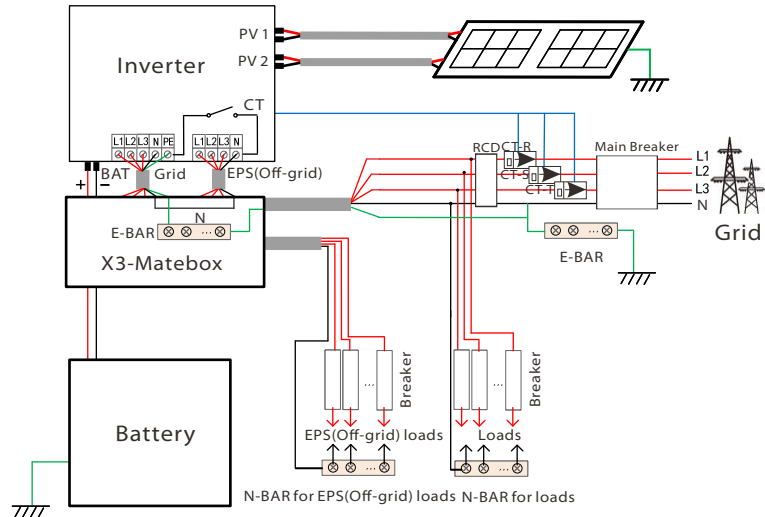 PV 1
PV 2
Inverter
CT
L1 L2 L3 N PE
L1 L2 L3 N
BAT
Grid
EPS(Off-grid)
+
−
RCD
CT-R
CT-S
CT-T
Main Breaker
L1
L2
L3
N
Grid
N
E-BAR
...
X3-Matebox
...
E-BAR
...
Breaker
...
Breaker
Battery
EPS(Off-grid) loads
Loads
...
...
N-BAR for EPS(Off-grid) loads
N-BAR for loads